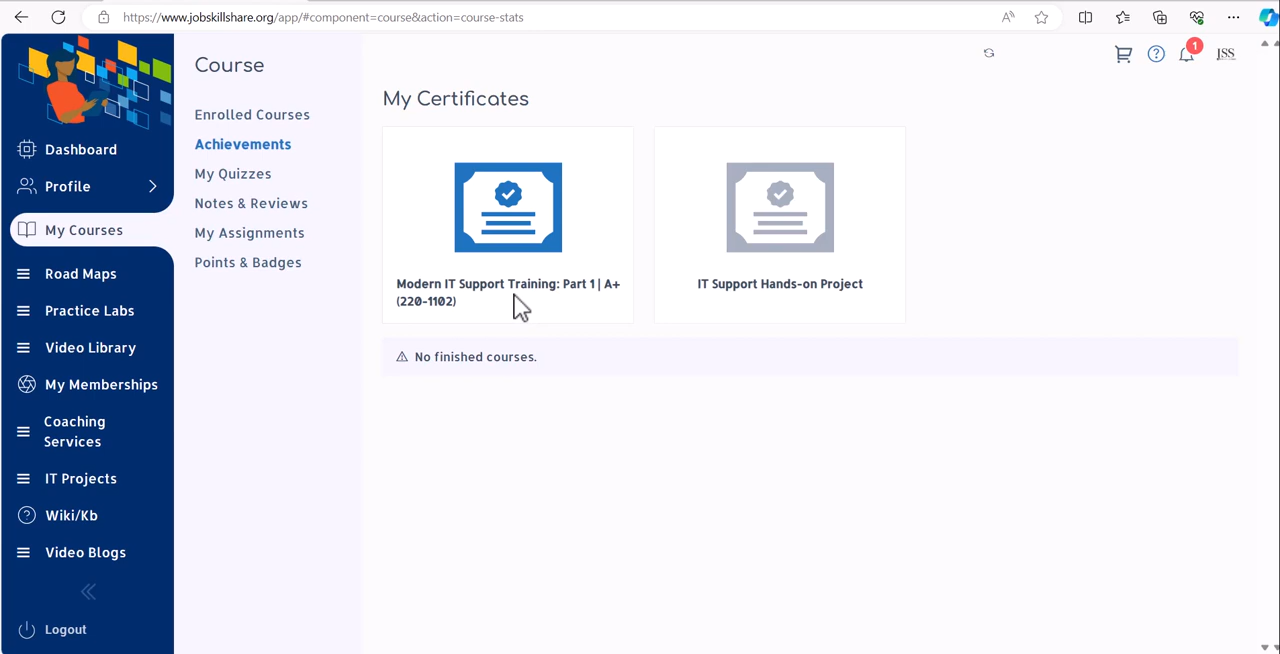 https://www.jobskillshare.org/app/#component=course&action=course-stats
A
1
JSS
Course
My Certificates
Enrolled Courses
Achievements
My Quizzes
Notes & Reviews
My Assignments
Points & Badges
Dashboard
Profile
My Courses
Road Maps
Practice Labs
Video Library
My Memberships
Coaching
Services
IT Projects
Wiki/Kb
Video Blogs
Logout
Modern IT Support Training: Part 1 | A+
(220-1102)
IT Support Hands-on Project
No finished courses.